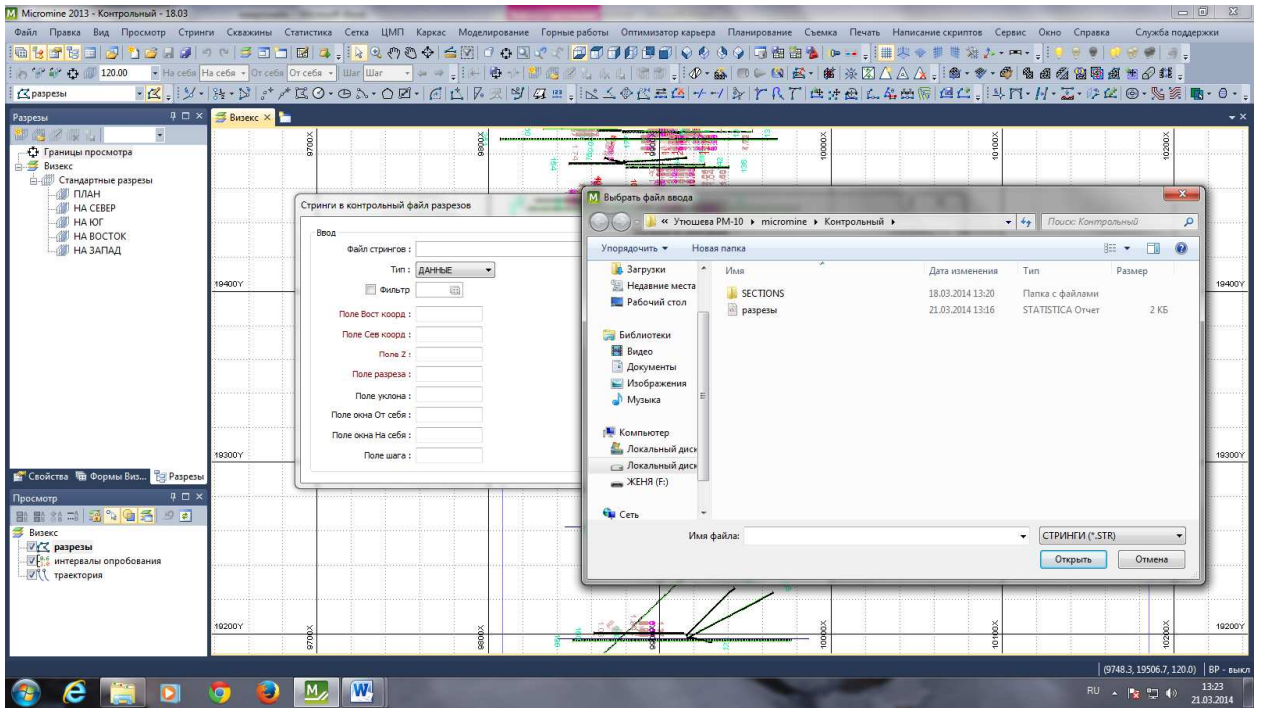 Micromine 2013 - Контрольный - 18.03
Файл Правка Вид Просмотр Стринги Скважины Статистика Сетка ЦМП Каркас Моделирование Горные работы Оптимизатор карьера Планирование Съемка Печать Написание скриптов Сервис Окно Справка Служба поддержки
120.00 На себя На себя От себя От себя Шаг Шаг
разрезы
Разрезы
Визекс
Границы просмотра
Визекс
Стандартные разрезы
ПЛАН
НА СЕВЕР
НА ЮГ
НА ВОСТОК
НА ЗАПАД
9700X
9800X
10000X
10100X
10200X
19400Y
19400Y
19300Y
19300Y
19200Y
19200Y
Стринги в контрольный файл разрезов
Ввод
Файл стрингов :
Тип : ДАННЫЕ
Фильтр
Поле Вост коорд :
Поле Сев коорд :
Поле Z :
Поле разреза :
Поле уклона :
Поле окна От себя :
Поле окна На себя :
Поле шага :
Выбрать файл ввода
« Утюшева РМ-10 micromine Контрольный
Поиск: Контрольный
Упорядочить Новая папка
Загрузки
Недавние места
Рабочий стол
Библиотеки
Видео
Документы
Изображения
Музыка
Компьютер
Локальный диск
Локальный диск
ЖЕНЯ (F:)
Сеть
Имя Дата изменения Тип Размер
SECTIONS 18.03.2014 13:20 Папка с файлами
разрезы 21.03.2014 13:16 STATISTICA Отчет 2 КБ
Имя файла:
СТРИНГИ (*.STR)
Открыть Отмена
Свойства Формы Виз... Разрезы
Просмотр
Визекс
разрезы
интервалы опробования
траектория
9700X
9800X
10000X
10100X
10200X
(9748.3, 19506.7, 120.0) ВР - выкл
RU
13:23
21.03.2014